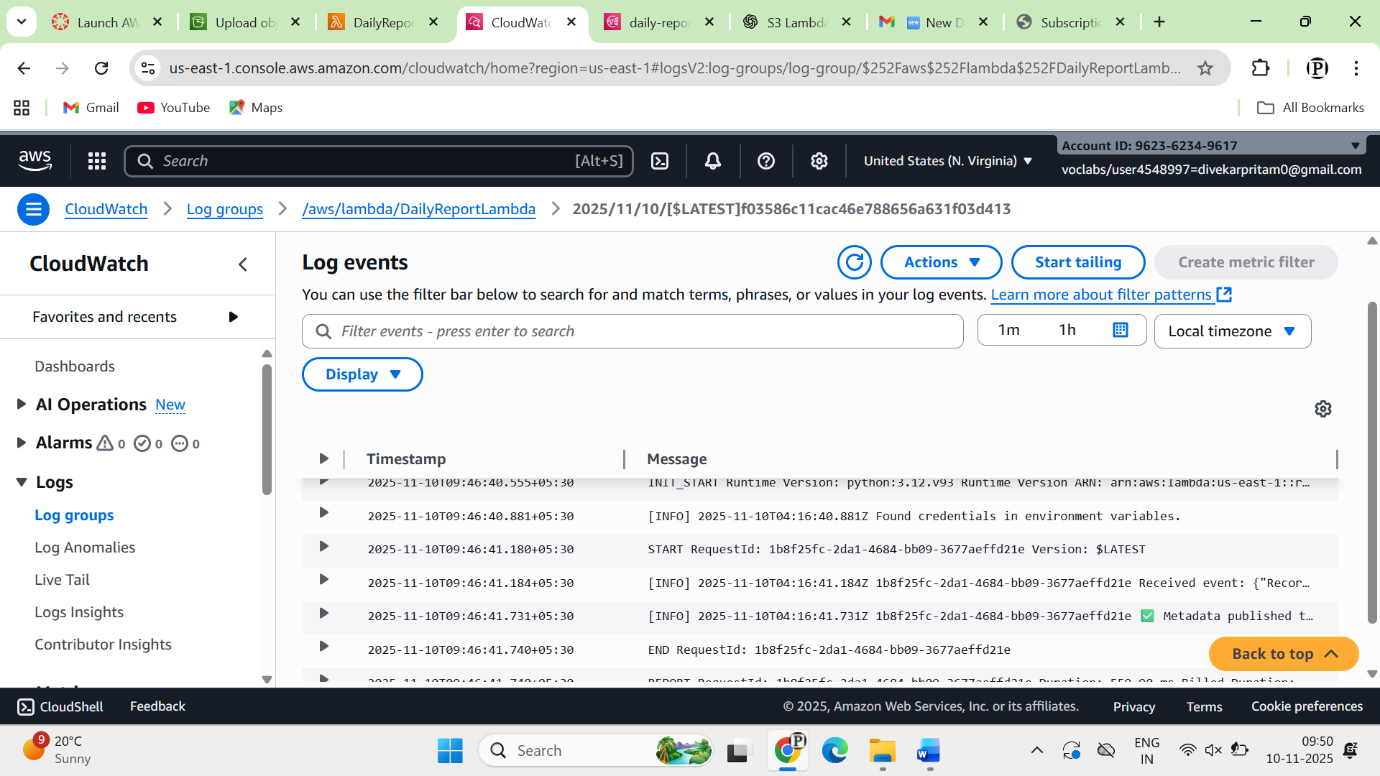 Launch AW
Upload ob
DailyRepor
CloudWatc
daily-repor
S3 Lambda
New D
Subscriptio
us-east-1.console.aws.amazon.com/cloudwatch/home?region=us-east-1#logsV2:log-groups/log-group/$252Faws$252Flambda$252FDailyReportLamb...
Gmail
YouTube
Maps
All Bookmarks
aws
Search
[Alt+S]
United States (N. Virginia)
Account ID: 9623-6234-9617
voclabs/user4548997=divekarpritam0@gmail.com
CloudWatch
Log groups
/aws/lambda/DailyReportLambda
2025/11/10/[$LATEST]f03586c11cac46e788656a631f03d413
CloudWatch
Favorites and recents
Dashboards
AI Operations New
Alarms 0 0 0
Logs
Log groups
Log Anomalies
Live Tail
Logs Insights
Contributor Insights
Log events
Actions
Start tailing
Create metric filter
You can use the filter bar below to search for and match terms, phrases, or values in your log events. Learn more about filter patterns
Filter events - press enter to search
1m
1h
Local timezone
Display
Timestamp Message
2025-11-10T09:46:40.555+05:30 INIT_START Runtime Version: python:3.12.v93 Runtime Version ARN: arn:aws:lambda:us-east-1::r…
2025-11-10T09:46:40.881+05:30 [INFO] 2025-11-10T04:16:40.881Z Found credentials in environment variables.
2025-11-10T09:46:41.180+05:30 START RequestId: 1b8f25fc-2da1-4684-bb09-3677aeffd21e Version: $LATEST
2025-11-10T09:46:41.184+05:30 [INFO] 2025-11-10T04:16:41.184Z 1b8f25fc-2da1-4684-bb09-3677aeffd21e Received event: {"Recor…
2025-11-10T09:46:41.731+05:30 [INFO] 2025-11-10T04:16:41.731Z 1b8f25fc-2da1-4684-bb09-3677aeffd21e ✅ Metadata published t…
2025-11-10T09:46:41.740+05:30 END RequestId: 1b8f25fc-2da1-4684-bb09-3677aeffd21e
Back to top
CloudShell
Feedback
© 2025, Amazon Web Services, Inc. or its affiliates.
Privacy
Terms
Cookie preferences
9
20°C
Sunny
Search
ENG
IN
09:50
10-11-2025